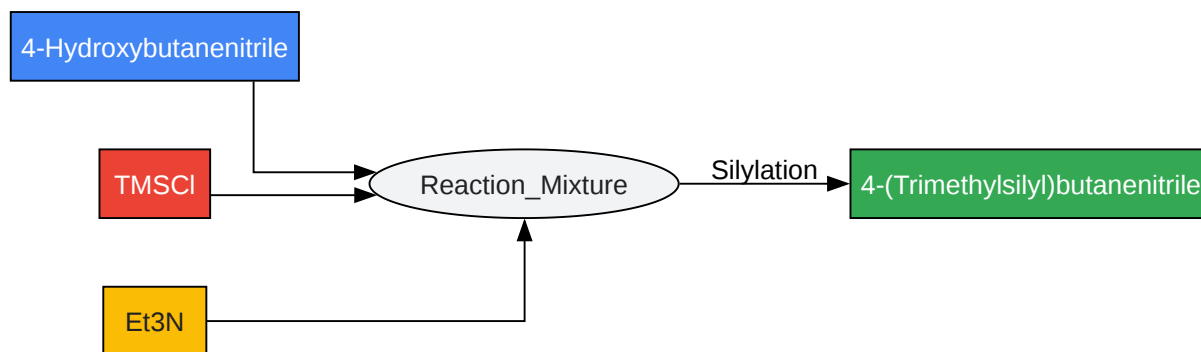 4-Hydroxybutanenitrile
TMSCl
Et3N
Reaction_Mixture
Silylation
4-(Trimethylsilyl)butanenitrile